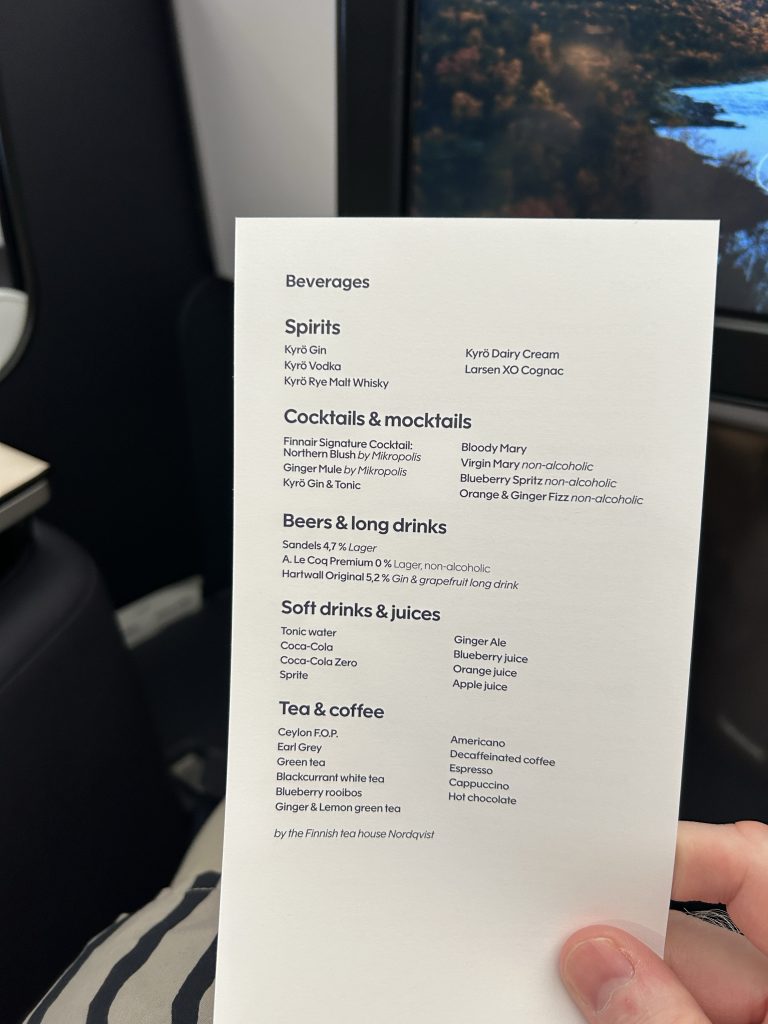 Beverages
Spirits
Kyrö Gin
Kyrö Vodka
Kyrö Rye Malt Whisky
Kyrö Dairy Cream
Larsen XO Cognac
Cocktails & mocktails
Finnair Signature Cocktail:
Northern Blush by Mikropolis
Ginger Mule by Mikropolis
Kyrö Gin & Tonic
Bloody Mary
Virgin Mary non-alcoholic
Blueberry Spritz non-alcoholic
Orange & Ginger Fizz non-alcoholic
Beers & long drinks
Sandels 4,7 % Lager
A. Le Coq Premium 0 % Lager, non-alcoholic
Hartwall Original 5,2 % Gin & grapefruit long drink
Soft drinks & juices
Tonic water
Coca-Cola
Coca-Cola Zero
Sprite
Ginger Ale
Blueberry juice
Orange juice
Apple juice
Tea & coffee
Ceylon F.O.P.
Earl Grey
Green tea
Blackcurrant white tea
Blueberry rooibos
Ginger & Lemon green tea
Americano
Decaffeinated coffee
Espresso
Cappuccino
Hot chocolate
by the Finnish tea house Nordqvist